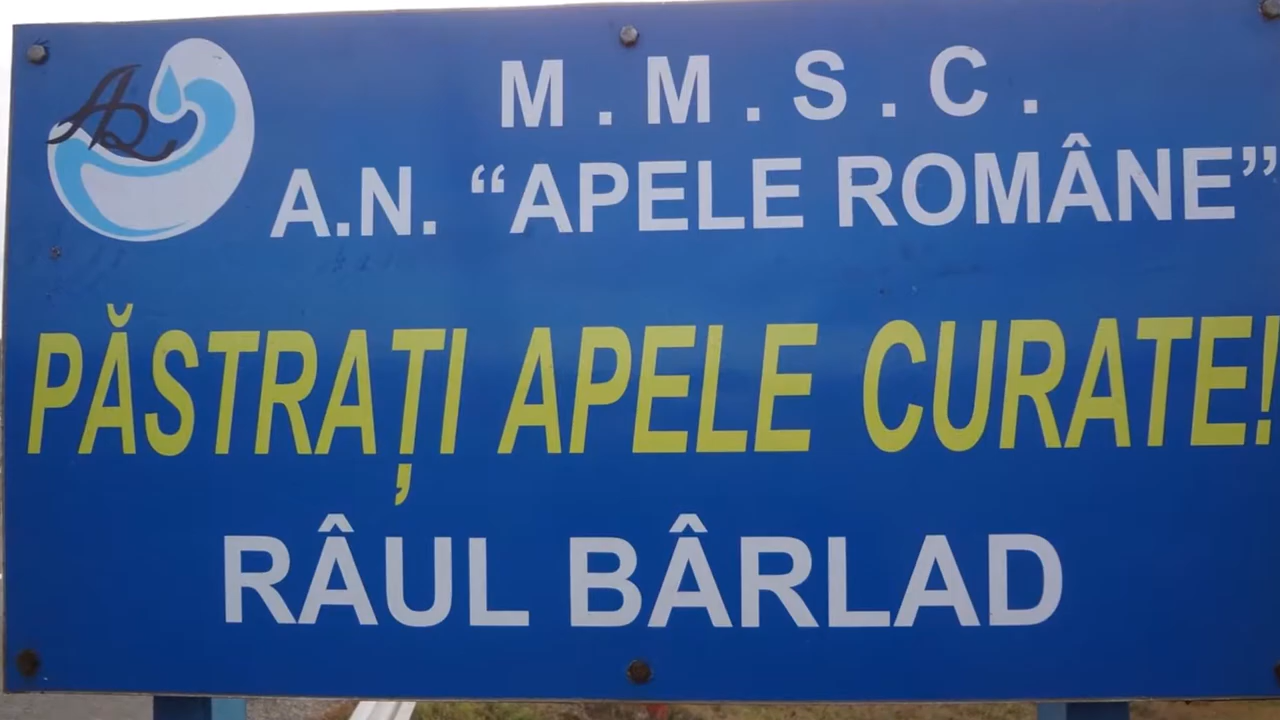 M.M.S.C.
A.N. “APELE ROMÂNE”
PĂSTRAȚI APELE CURATE!
RÂUL BÂRLAD